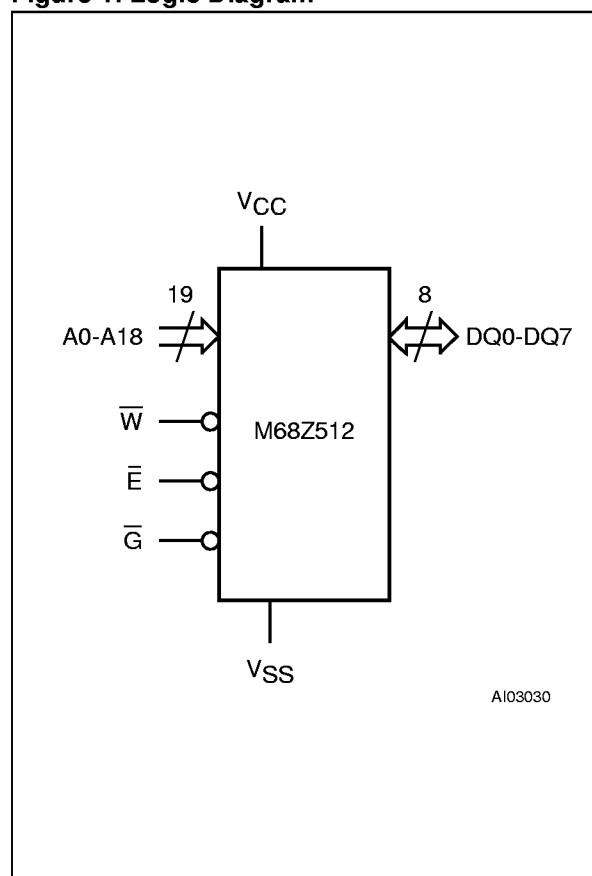 Figure 1. Logic Diagram
VCC
19
8
A0-A18
DQ0-DQ7
W̅
M68Z512
E̅
G̅
VSS
AI03030